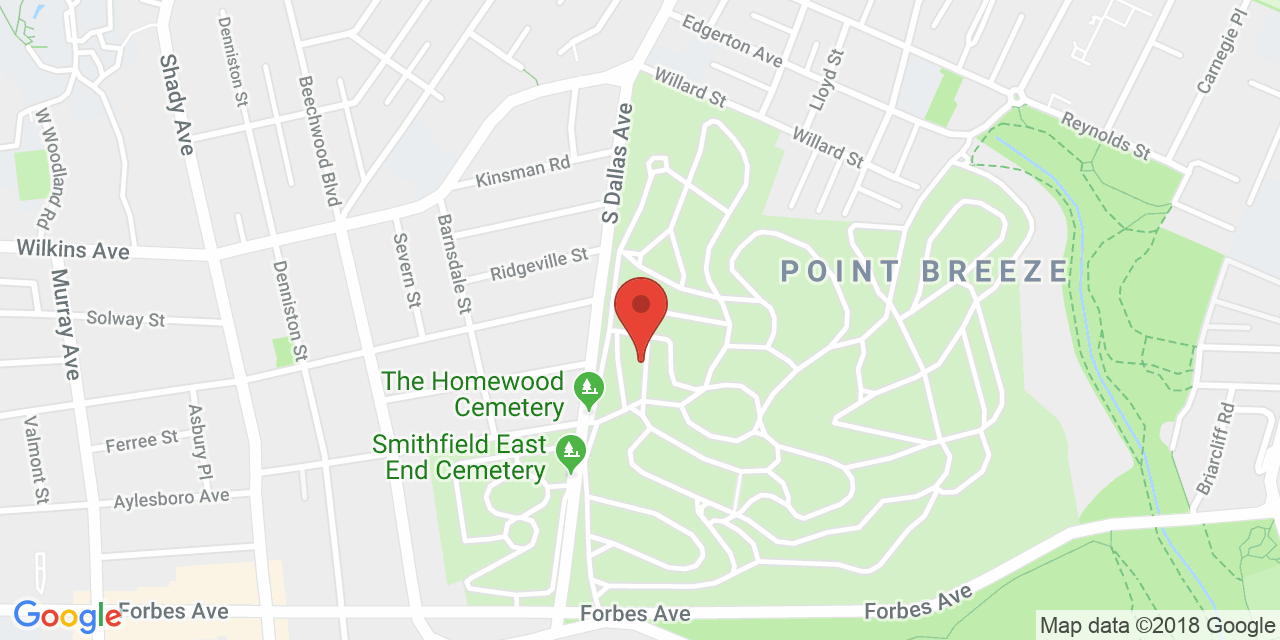 Edgerton Ave
Carnegie Pl
Denniston St
Lloyd St
Shady Ave
Beechwood Blvd
Willard St
S Dallas Ave
Reynolds St
W Woodland Rd
Willard St
Kinsman Rd
Wilkins Ave
Barnsdale St
Severn St
Ridgeville St
POINT BREEZE
Murray Ave
Denniston St
Solway St
The Homewood
Cemetery
Valmont St
Asbury Pl
Ferree St
Smithfield East
End Cemetery
Briarcliff Rd
Aylesboro Ave
Forbes Ave
Forbes Ave
Forbes Ave
Google
Map data ©2018 Google